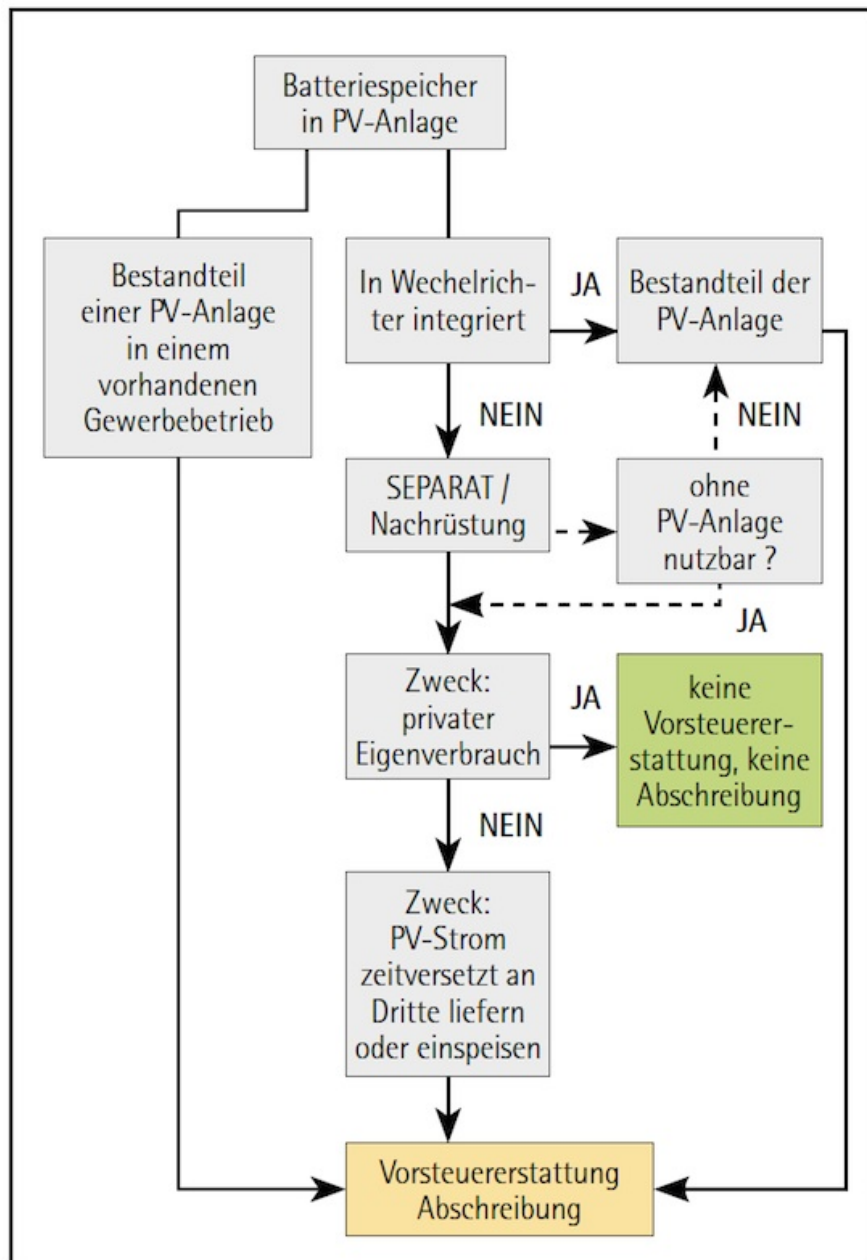 Batteriespeicher
in PV-Anlage
Bestandteil
einer PV-Anlage
in einem
vorhandenen
Gewerbebetrieb
In Wechelrich-
ter integriert
JA
Bestandteil der
PV-Anlage
NEIN
NEIN
SEPARAT /
Nachrüstung
ohne
PV-Anlage
nutzbar ?
JA
Zweck:
privater
Eigenverbrauch
JA
keine
Vorsteuerer-
stattung, keine
Abschreibung
NEIN
Zweck:
PV-Strom
zeitversetzt an
Dritte liefern
oder einspeisen
Vorsteuererstattung
Abschreibung